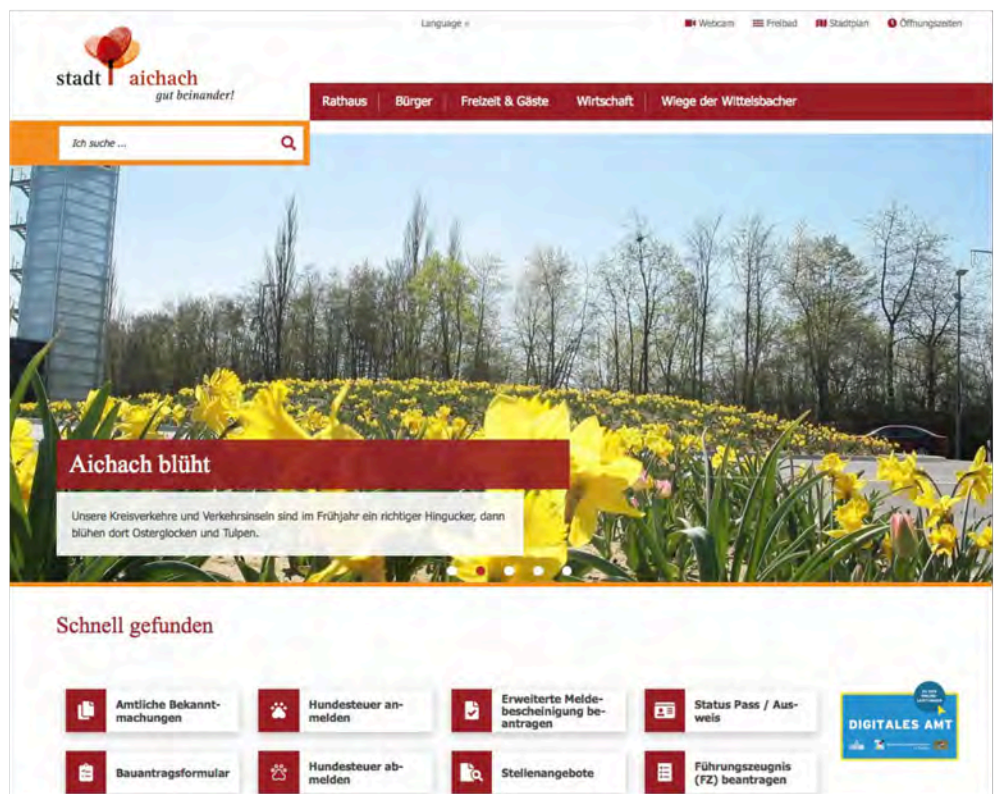 Language »
Webcam
Freibad
Stadtplan
Öffnungszeiten
stadt aichach
gut beinander!
Rathaus
Bürger
Freizeit & Gäste
Wirtschaft
Wiege der Wittelsbacher
Ich suche ...
Aichach blüht
Unsere Kreisverkehre und Verkehrsinseln sind im Frühjahr ein richtiger Hingucker, dann
blühen dort Osterglocken und Tulpen.
Schnell gefunden
Amtliche Bekannt-
machungen
Hundesteuer an-
melden
Erweiterte Melde-
bescheinigung be-
antragen
Status Pass / Aus-
weis
DIGITALES AMT
Bauantragsformular
Hundesteuer ab-
melden
Stellenangebote
Führungszeugnis
(FZ) beantragen